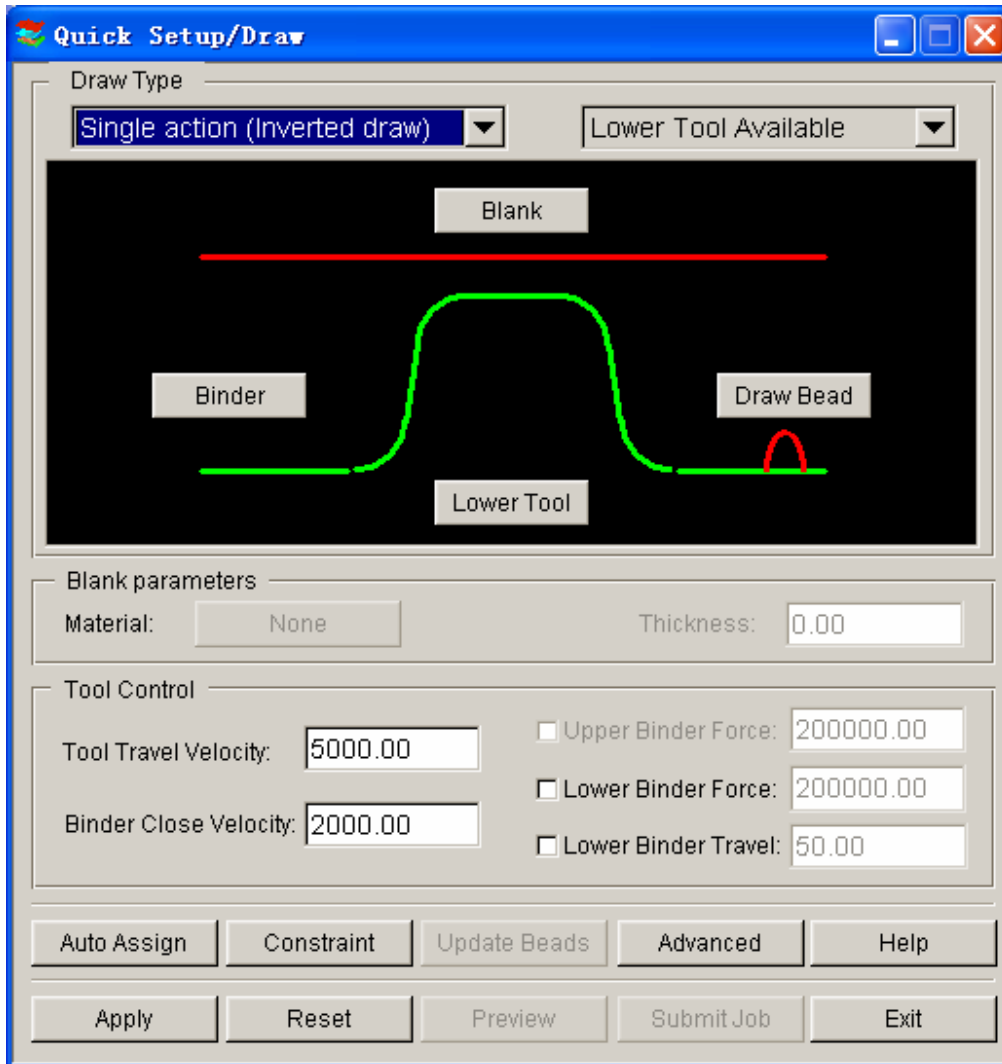 Quick Setup/Draw
Draw Type
Single action (Inverted draw)
Lower Tool Available
Blank
Binder
Draw Bead
Lower Tool
Blank parameters
Material:
None
Thickness:
0.00
Tool Control
Tool Travel Velocity:
5000.00
Upper Binder Force:
200000.00
Lower Binder Force:
200000.00
Binder Close Velocity:
2000.00
Lower Binder Travel:
50.00
Auto Assign
Constraint
Update Beads
Advanced
Help
Apply
Reset
Preview
Submit Job
Exit